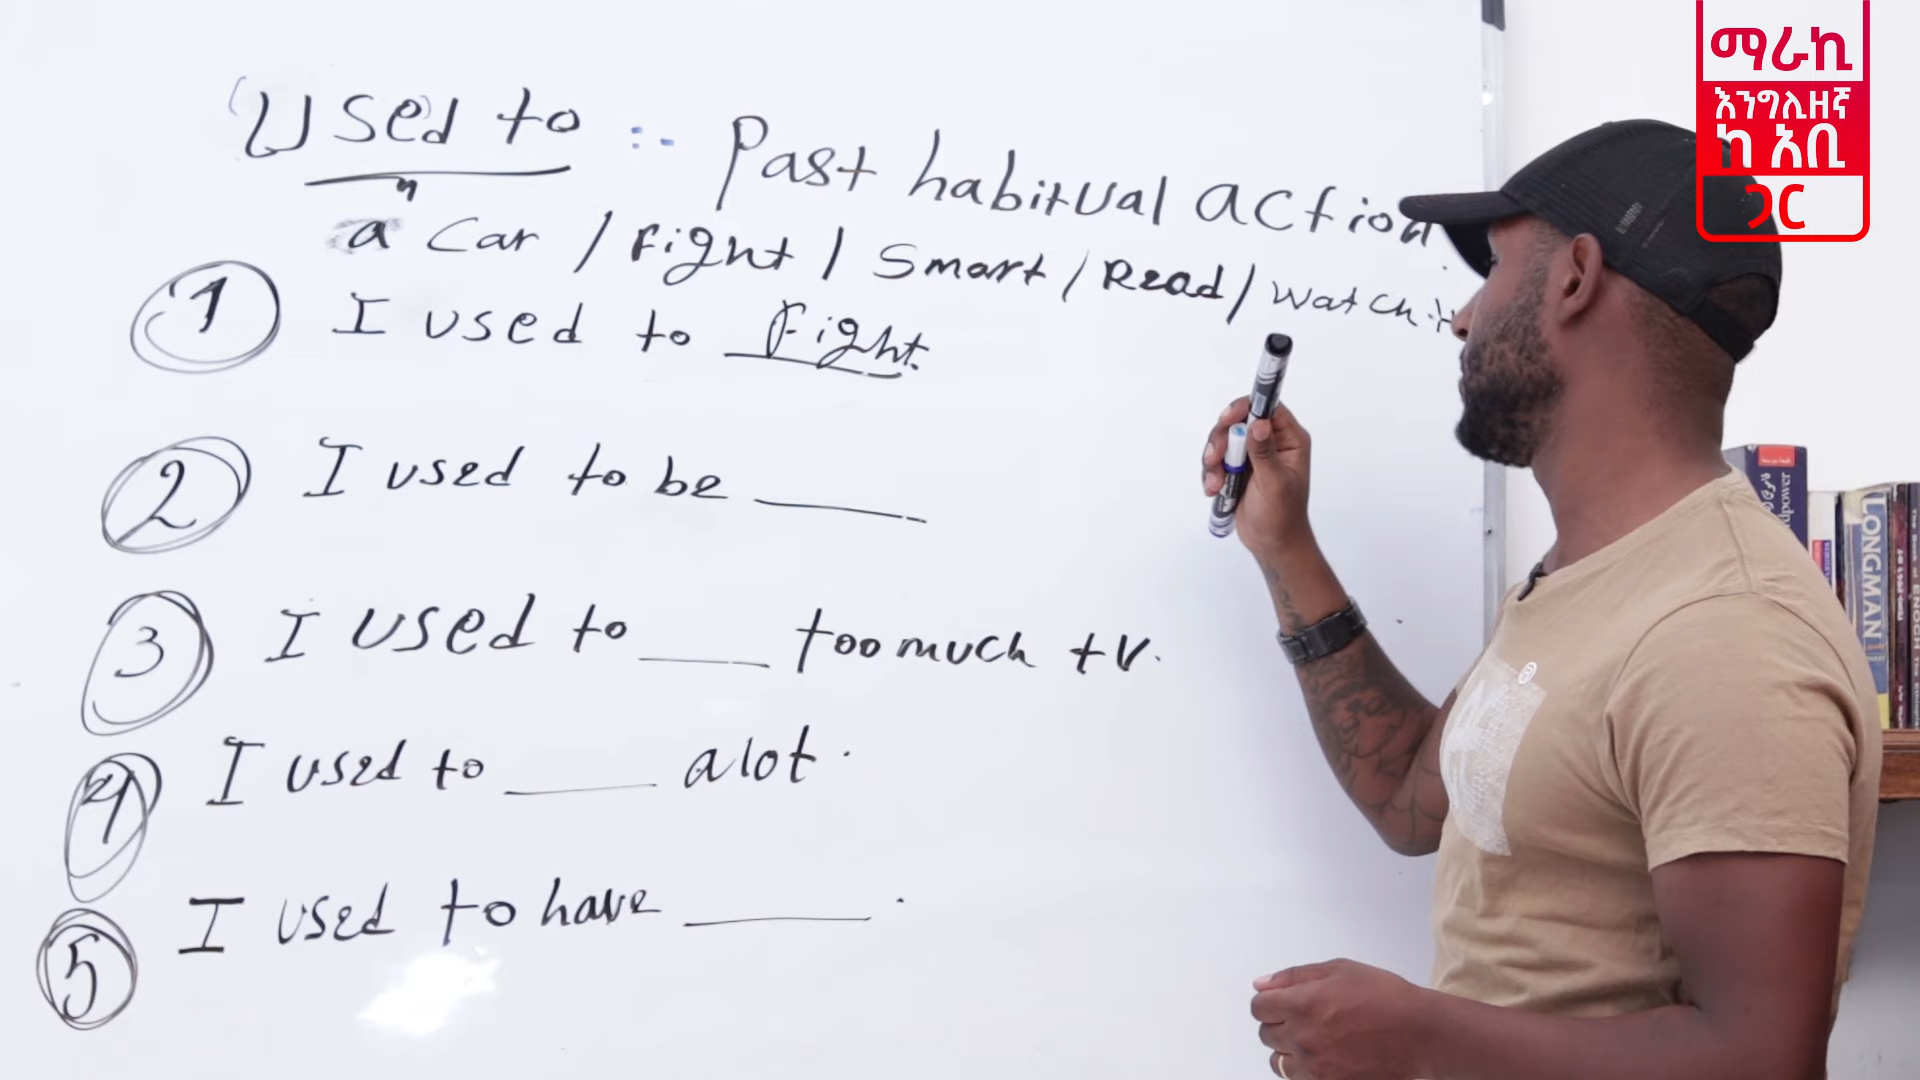 Used to :- Past habitual action
a car / Fight / Smart / Read / Watch
1 I used to Fight.
2 I used to be ____
3 I used to ____ too much tv.
4 I used to ____ alot.
5 I used to have ____.
ማራኪ
እንግሊዘኛ
ከ አቢ
ጋር
LONGMAN